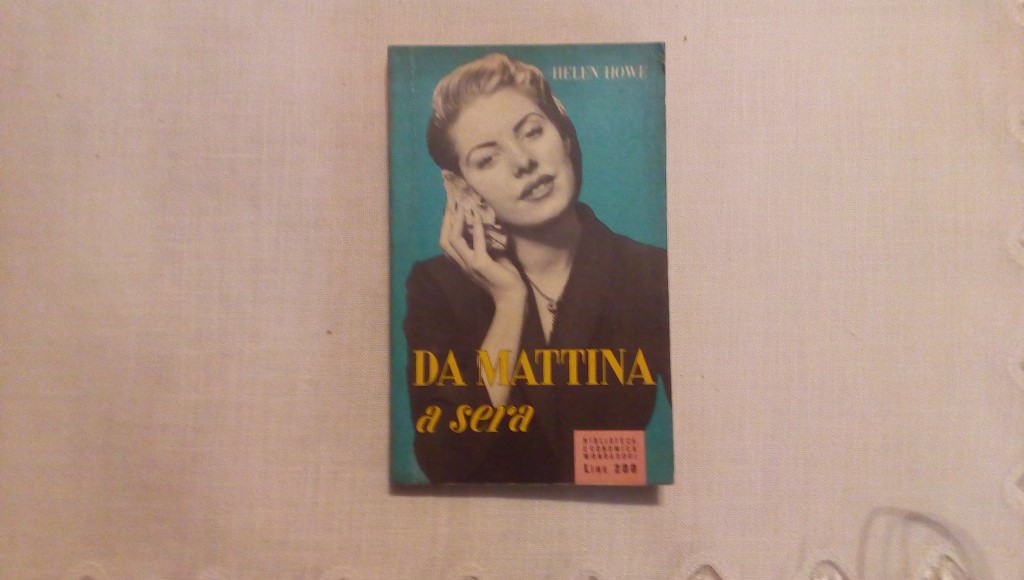 HELEN HOWE
DA MATTINA
a sera
BIBLIOTECA
ECONOMICA
MONDADORI
LIRE 200